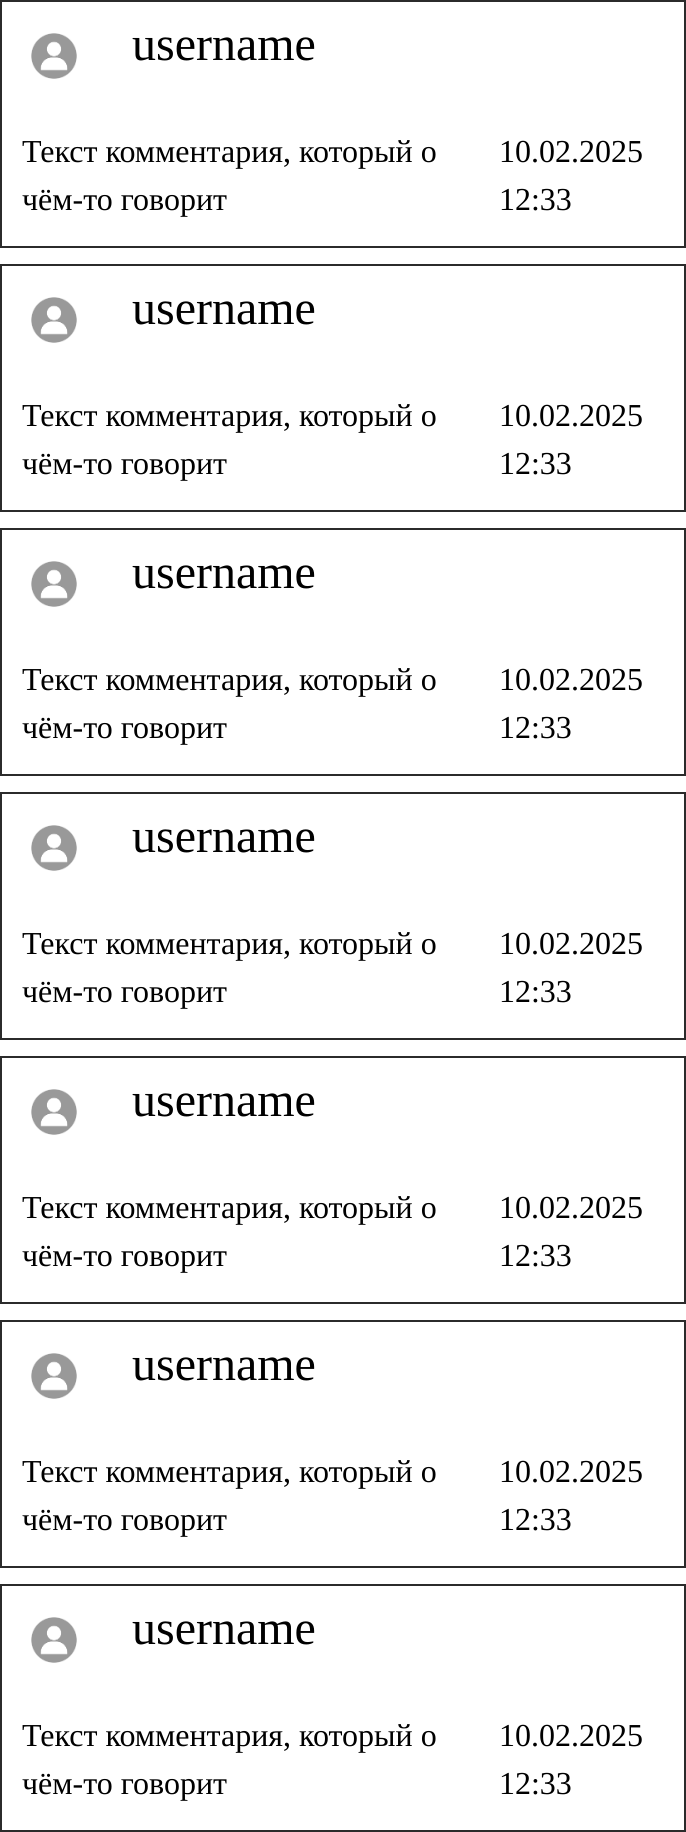 username
Текст комментария, который о
чём-то говорит
10.02.2025
12:33
username
Текст комментария, который о
чём-то говорит
10.02.2025
12:33
username
Текст комментария, который о
чём-то говорит
10.02.2025
12:33
username
Текст комментария, который о
чём-то говорит
10.02.2025
12:33
username
Текст комментария, который о
чём-то говорит
10.02.2025
12:33
username
Текст комментария, который о
чём-то говорит
10.02.2025
12:33
username
Текст комментария, который о
чём-то говорит
10.02.2025
12:33